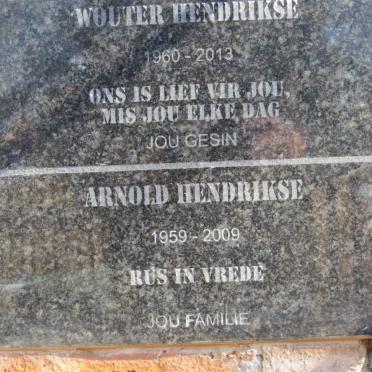 WOUTER HENDRIKSE
1960 - 2013
ONS IS LIEF VIR JOU,
MIS JOU ELKE DAG
JOU GESIN
ARNOLD HENDRIKSE
1959 - 2009
RUS IN VREDE
JOU FAMILIE